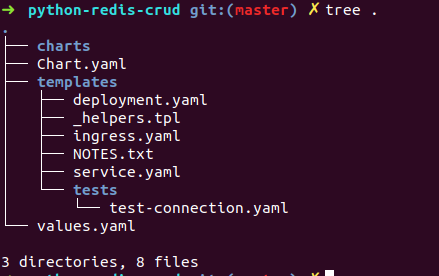 ➜ python-redis-crud git:(master) ✗ tree .
.
├── charts
├── Chart.yaml
├── templates
│   ├── deployment.yaml
│   ├── _helpers.tpl
│   ├── ingress.yaml
│   ├── NOTES.txt
│   ├── service.yaml
│   └── tests
│       └── test-connection.yaml
└── values.yaml
3 directories, 8 files